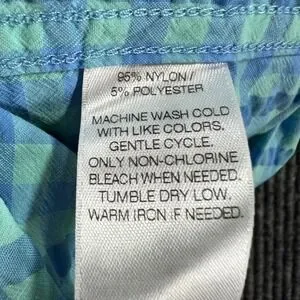 95% NYLON /
5% POLYESTER
MACHINE WASH COLD
WITH LIKE COLORS.
GENTLE CYCLE.
ONLY NON-CHLORINE
BLEACH WHEN NEEDED.
TUMBLE DRY LOW.
WARM IRON IF NEEDED.